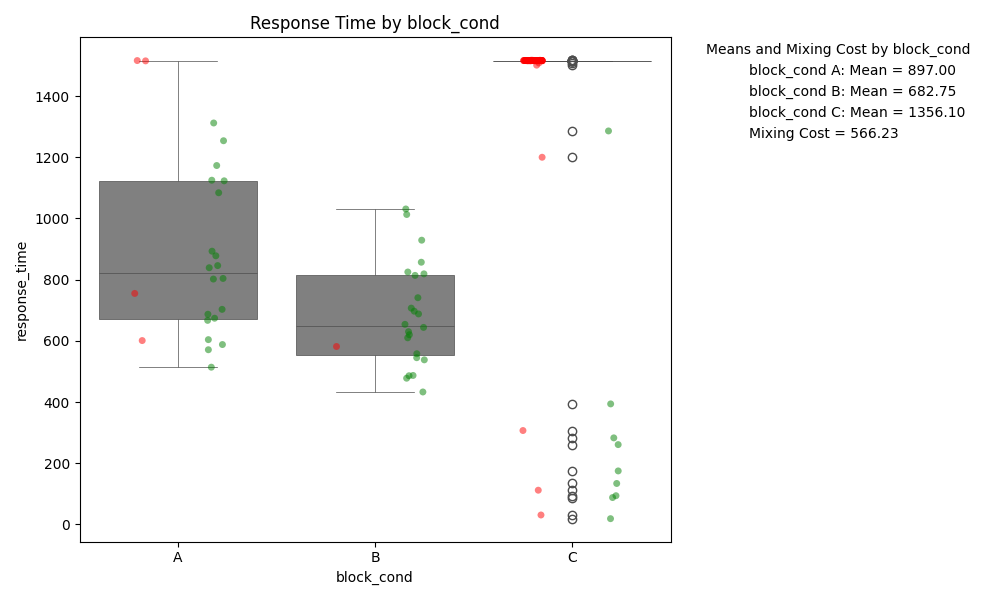 Response Time by block_cond
Means and Mixing Cost by block_cond
block_cond A: Mean = 897.00
block_cond B: Mean = 682.75
block_cond C: Mean = 1356.10
Mixing Cost = 566.23
response_time
1400
1200
1000
800
600
400
200
0
A
B
C
block_cond